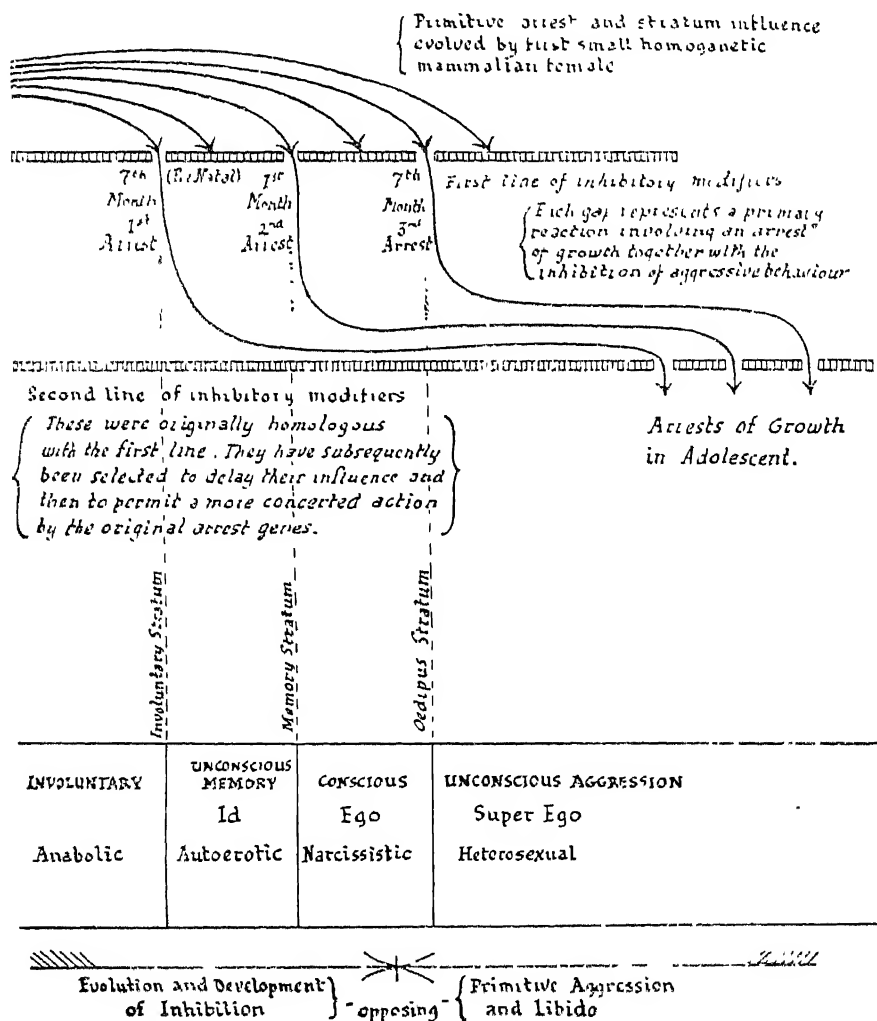 Primitive arrest and stratum influence
evolved by first small homoganetic
mammalian female
7th (Pre Natal) 1st 7th First line of inhibitory modifiers
Month Month Month
1st 2nd 3rd
Arrest Arrest Arrest
Each gap represents a primary
reaction involving an arrest
of growth together with the
inhibition of aggressive behaviour
Second line of inhibitory modifiers
These were originally homologous
with the first line. They have subsequently
been selected to delay their influence and
then to permit a more concerted action
by the original arrest genes.
Arrests of Growth
in Adolescent.
Involuntary Stratum
Memory Stratum
Oedipus Stratum
INVOLUNTARY
Anabolic
UNCONSCIOUS
MEMORY
Id
Autoerotic
CONSCIOUS
Ego
Narcissistic
UNCONSCIOUS AGGRESSION
Super Ego
Heterosexual
Evolution and Development
of Inhibition
-opposing-
Primitive Aggression
and Libido